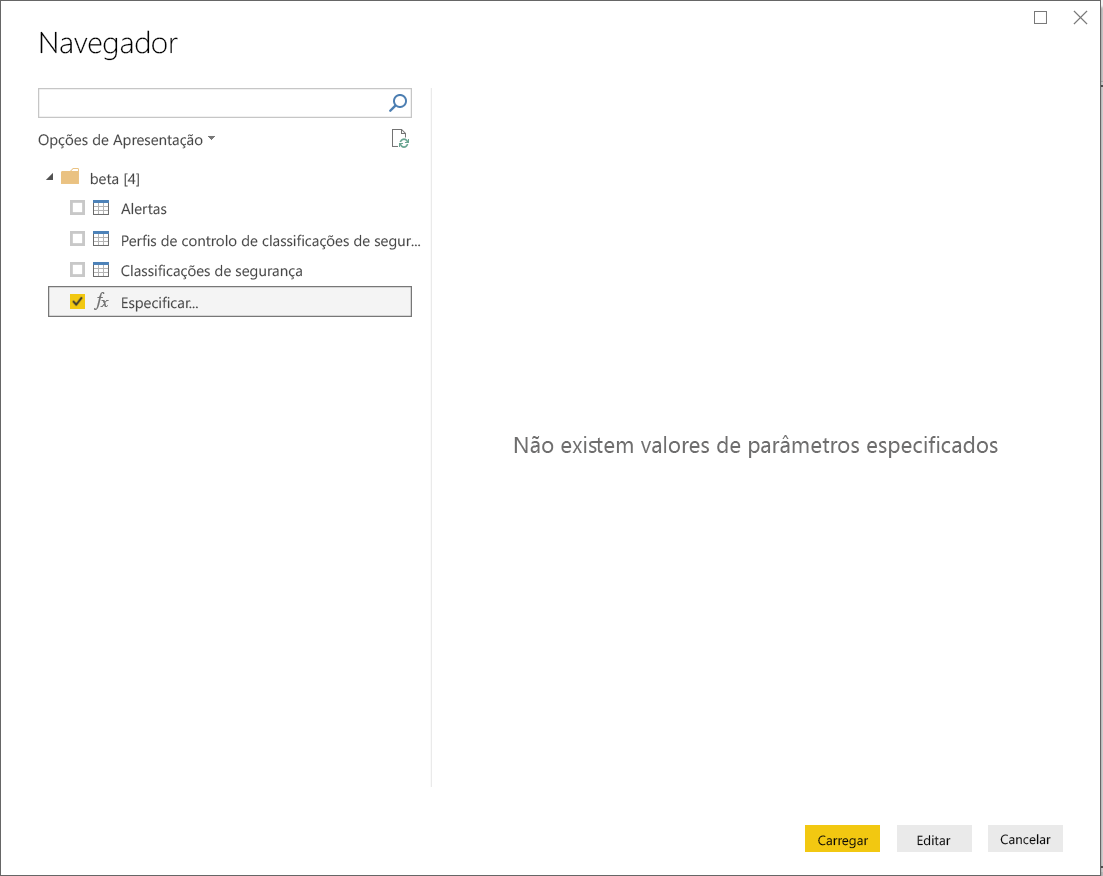 Navegador
Opções de Apresentação
beta [4]
Alertas
Perfis de controlo de classificações de segur...
Classificações de segurança
fx Especificar...
Não existem valores de parâmetros especificados
Carregar
Editar
Cancelar